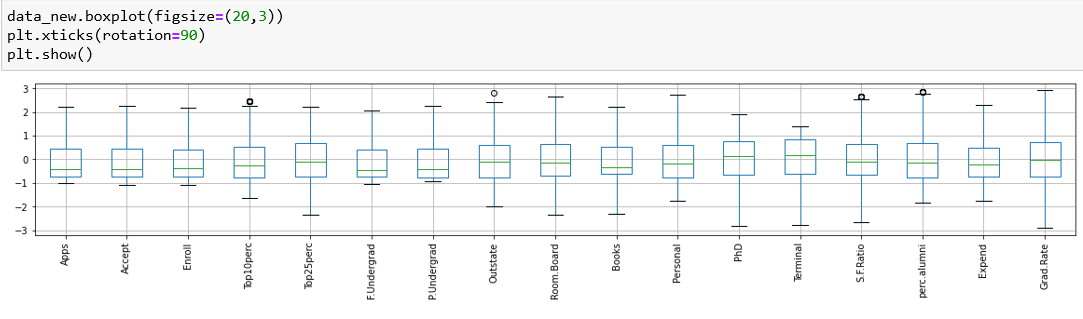 data_new.boxplot(figsize=(20,3))
plt.xticks(rotation=90)
plt.show()
3
2
1
0
−1
−2
−3
Apps
Accept
Enroll
Top10perc
Top25perc
F.Undergrad
P.Undergrad
Outstate
Room.Board
Books
Personal
PhD
Terminal
S.F.Ratio
perc.alumni
Expend
Grad.Rate